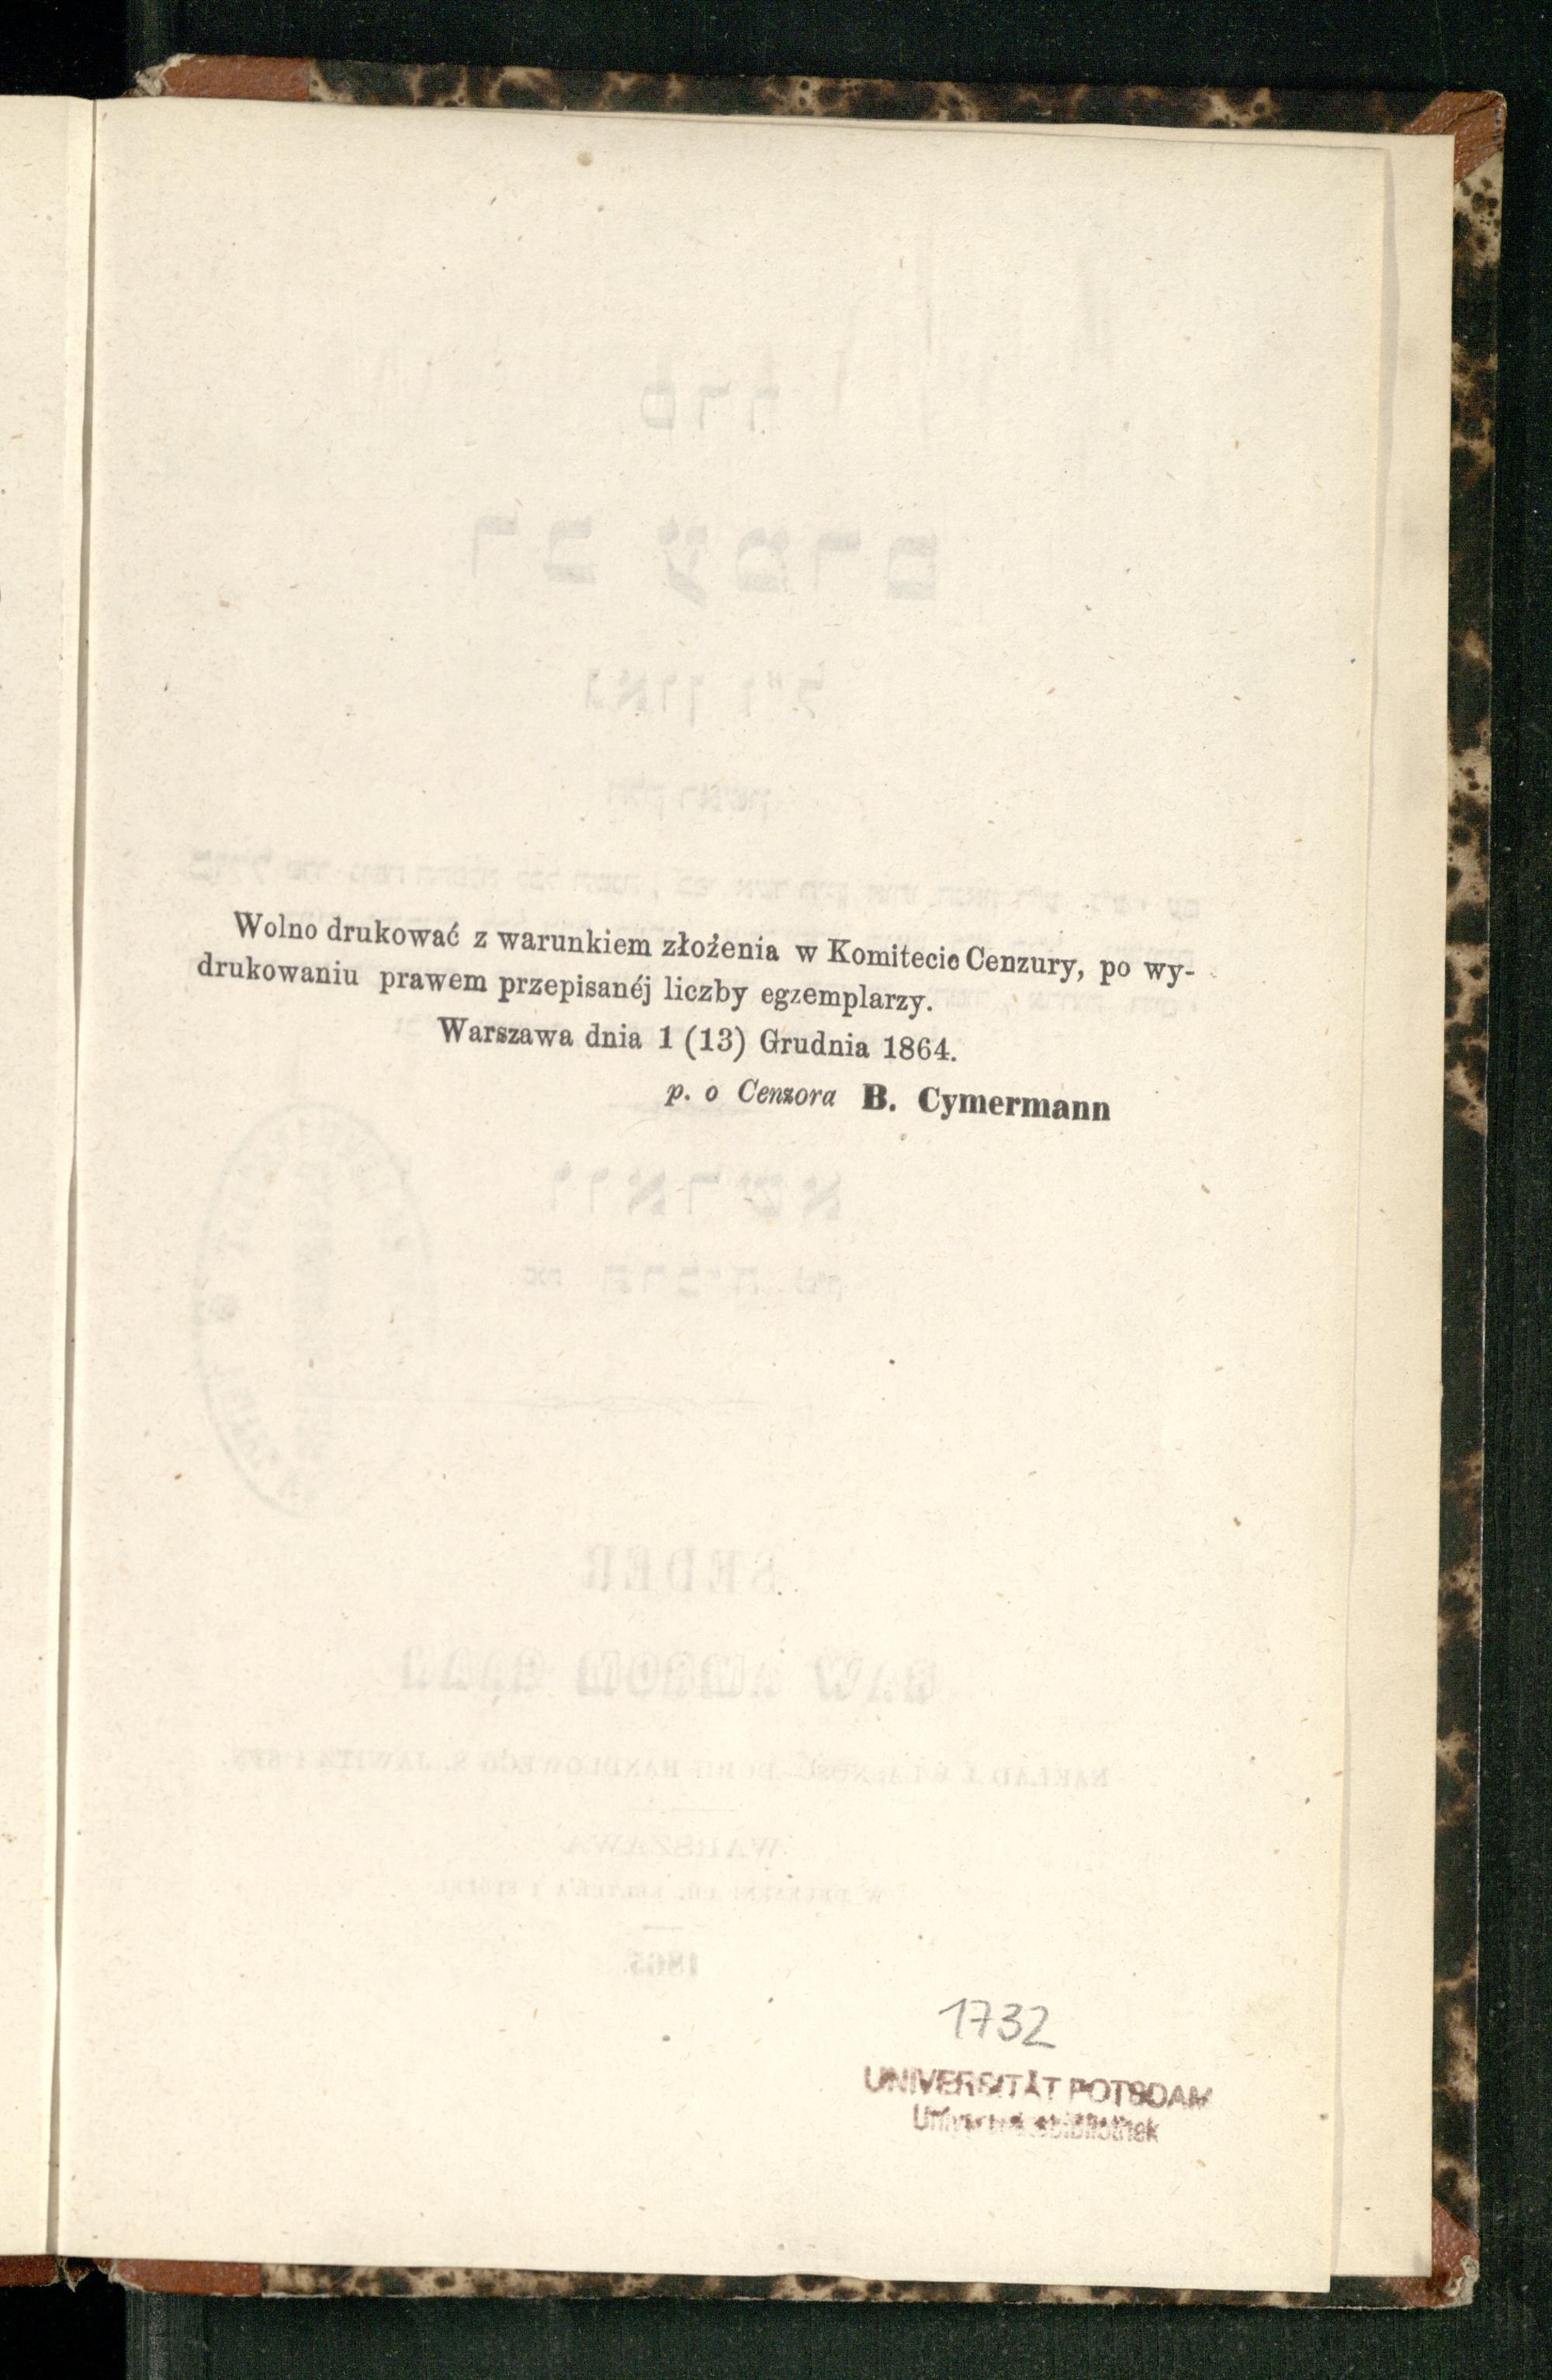 Wolno drukować z warunkiem złożenia w Komitecie Cenzury, po wy-
drukowaniu prawem przepisanéj liczby egzemplarzy.
Warszawa dnia 1 (13) Grudnia 1864.
p. o Cenzora B. Cymermann
1732
UNIVERSITÄT POTSDAM
Universitätsbibliothek